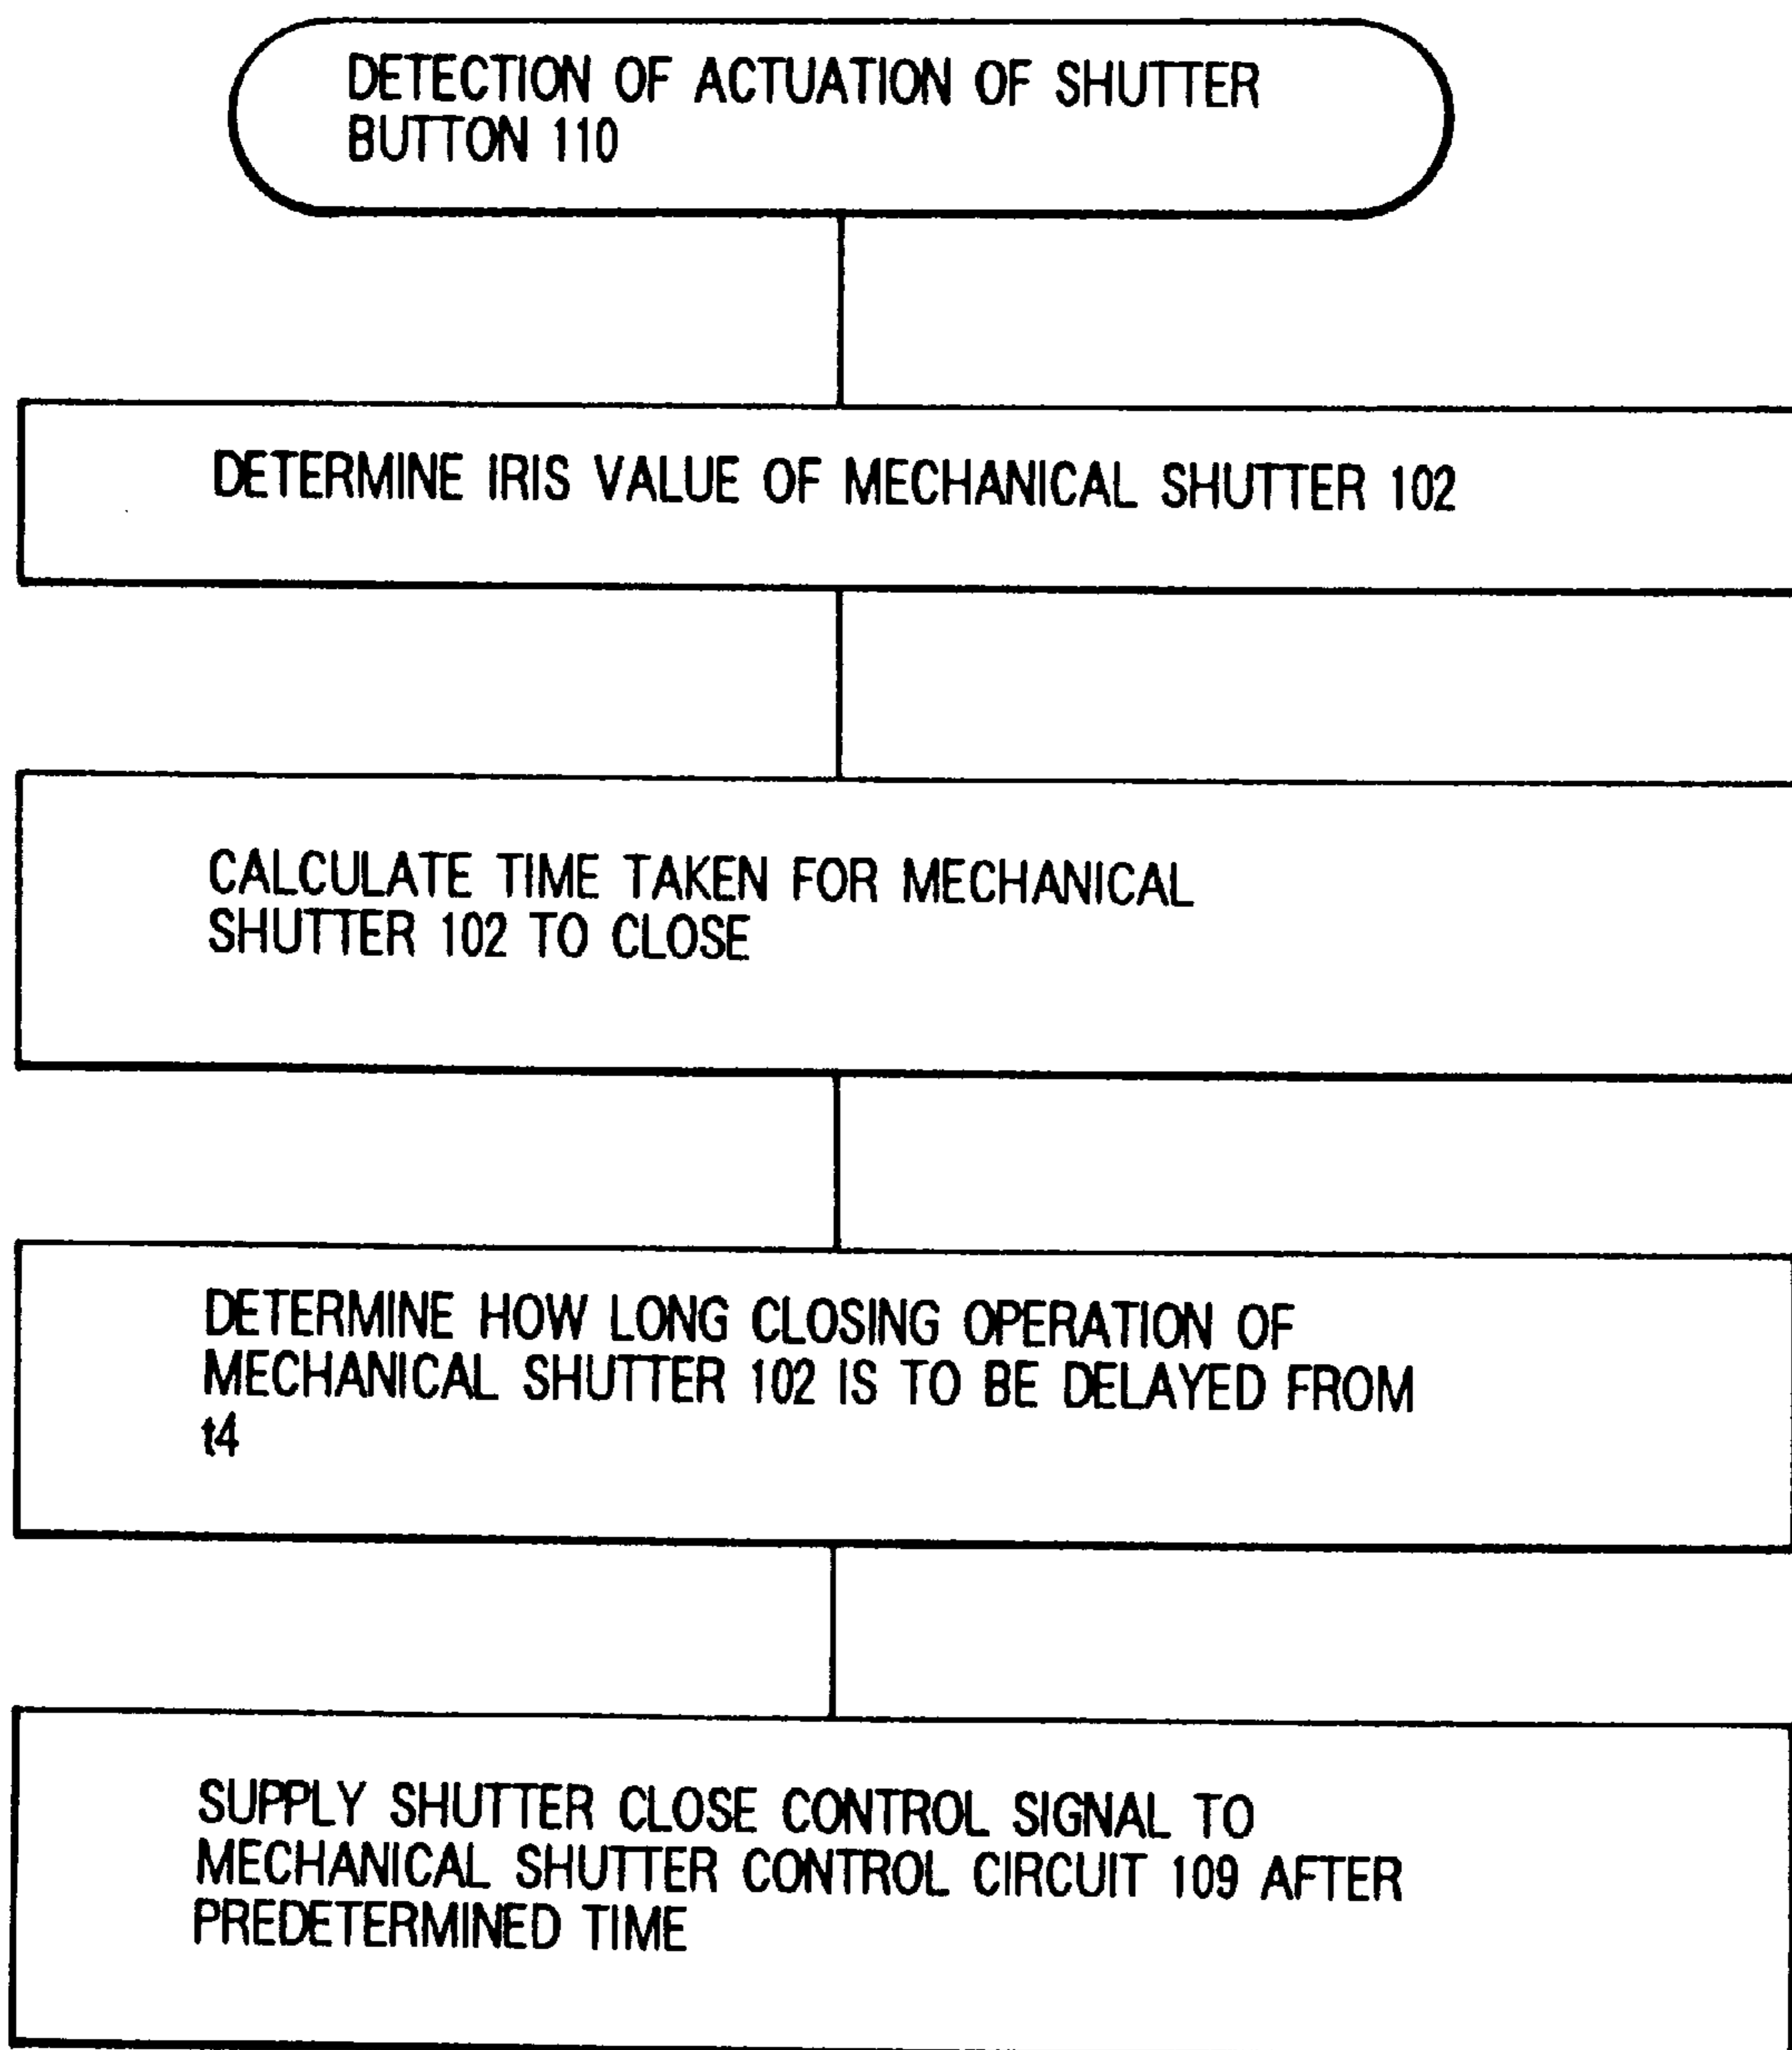 DETECTION OF ACTUATION OF SHUTTER
BUTTON 110
DETERMINE IRIS VALUE OF MECHANICAL SHUTTER 102
CALCULATE TIME TAKEN FOR MECHANICAL
SHUTTER 102 TO CLOSE
DETERMINE HOW LONG CLOSING OPERATION OF
MECHANICAL SHUTTER 102 IS TO BE DELAYED FROM
t4
SUPPLY SHUTTER CLOSE CONTROL SIGNAL TO
MECHANICAL SHUTTER CONTROL CIRCUIT 109 AFTER
PREDETERMINED TIME